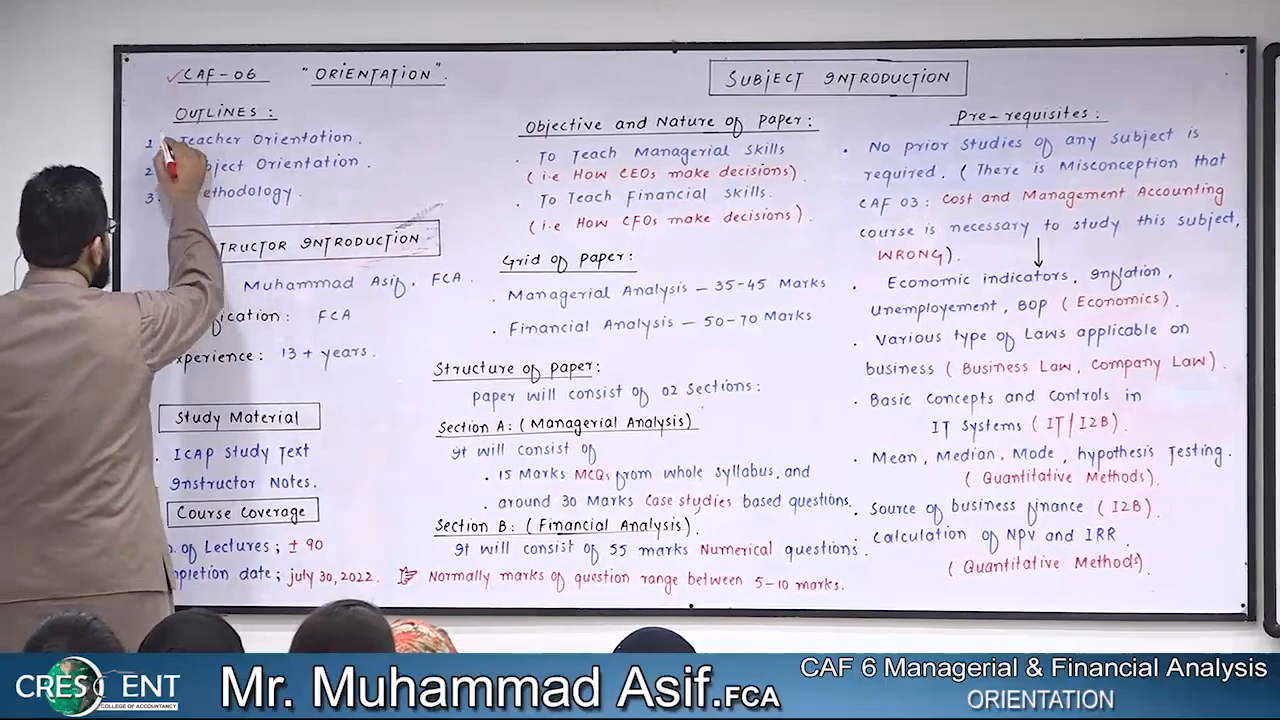 CAF-06 "ORIENTATION".
OUTLINES:
1. Teacher Orientation.
2. bject Orientation.
3. ethodology.
TRUCTOR INTRODUCTION
Muhammad Asif, FCA.
fication: FCA
xperience: 13+ years.
Study Material
. ICAP Study Text
. Instructor Notes.
Course Coverage
. of Lectures; ± 90
mpletion date; july 30, 2022.
SUBJECT INTRODUCTION
Objective and Nature of Paper:
. To Teach Managerial Skills
(i.e How CEOs make decisions).
. To Teach Financial Skills.
(i.e How CFOs make decisions).
Grid of paper:
. Managerial Analysis - 35-45 Marks
. Financial Analysis - 50-70 Marks
Structure of paper:
paper will consist of 02 sections:
Section A: (Managerial Analysis)
It will consist of
. 15 Marks MCQs from whole syllabus, and
. around 30 Marks Case studies based questions.
Section B: (Financial Analysis).
It will consist of 55 marks Numerical questions.
☞ Normally marks of question range between 5-10 marks.
Pre-requisites:
. No prior studies of any subject is
required. (There is Misconception that
CAF 03: Cost and Management Accounting
course is necessary to study this subject,
WRONG).
. Economic indicators, Inflation,
Unemployement, BOP (Economics).
. Various type of Laws applicable on
business (Business Law, Company Law).
. Basic Concepts and Controls in
IT Systems (IT/I2B).
. Mean, Median, Mode, hypothesis Testing.
(Quantitative Methods).
. Source of business finance (I2B).
. Calculation of NPV and IRR.
(Quantitative Methods).
CRESCENT
COLLEGE OF ACCOUNTANCY
Mr. Muhammad Asif.FCA
CAF 6 Managerial & Financial Analysis
ORIENTATION